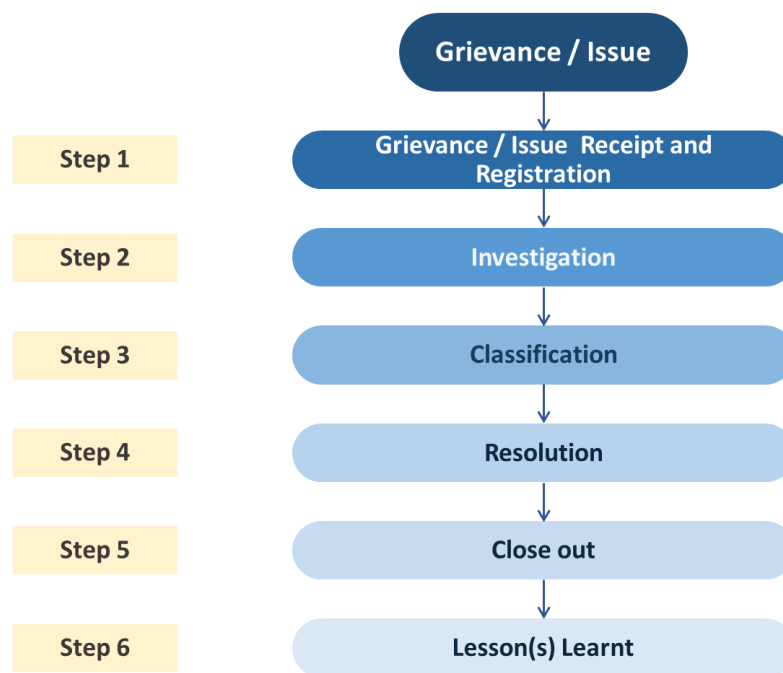 Grievance / Issue
Step 1
Grievance / Issue Receipt and
Registration
Step 2
Investigation
Step 3
Classification
Step 4
Resolution
Step 5
Close out
Step 6
Lesson(s) Learnt